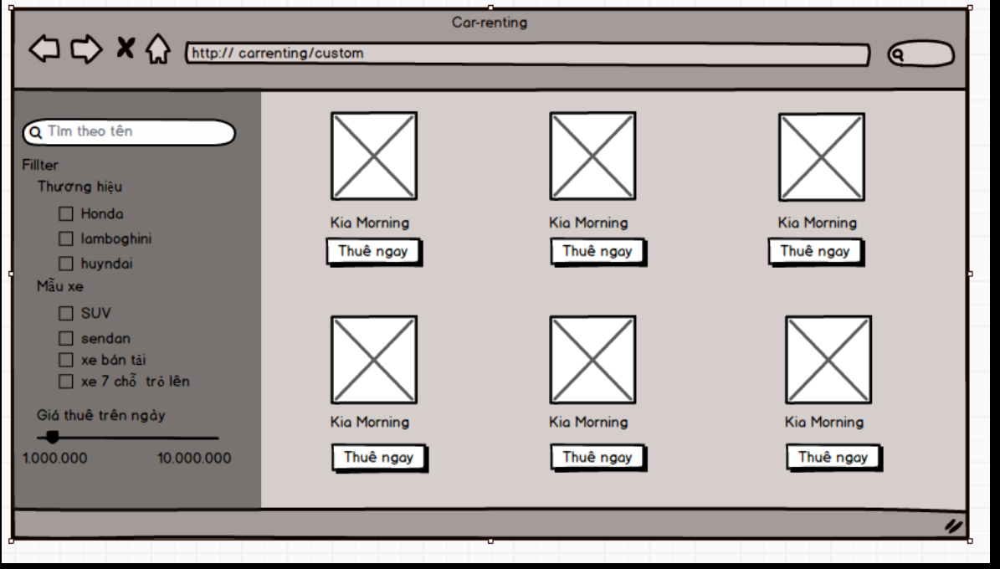 Car-renting
http:// carrenting/custom
Tìm theo tên
Fillter
Thương hiệu
Honda
lamboghini
huyndai
Mẫu xe
SUV
sendan
xe bán tải
xe 7 chỗ trở lên
Giá thuê trên ngày
1.000.000 10.000.000
Kia Morning Kia Morning Kia Morning
Thuê ngay Thuê ngay Thuê ngay
Kia Morning Kia Morning Kia Morning
Thuê ngay Thuê ngay Thuê ngay